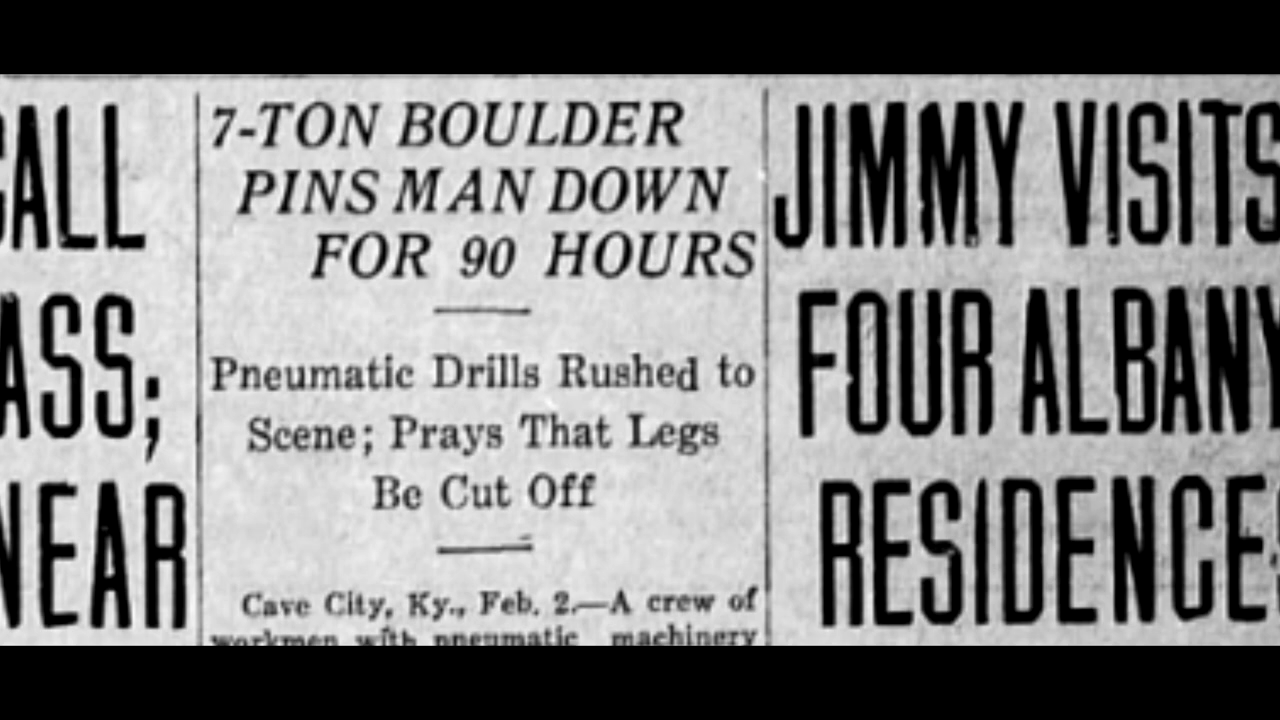 7-TON BOULDER
PINS MAN DOWN
FOR 90 HOURS
Pneumatic Drills Rushed to
Scene; Prays That Legs
Be Cut Off
Cave City, Ky., Feb. 2.—A crew of
workmen with pneumatic machinery
ALL
ASS;
NEAR
JIMMY VISITS
FOUR ALBANY
RESIDENCES